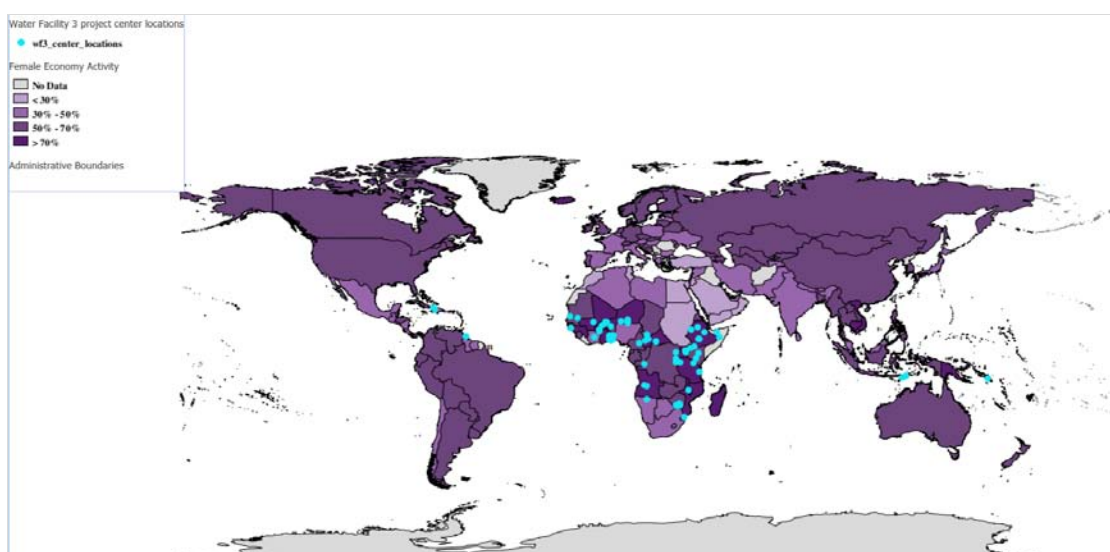 Water Facility 3 project center locations
wf3_center_locations
Female Economy Activity
No Data
< 30%
30% - 50%
50% - 70%
> 70%
Administrative Boundaries